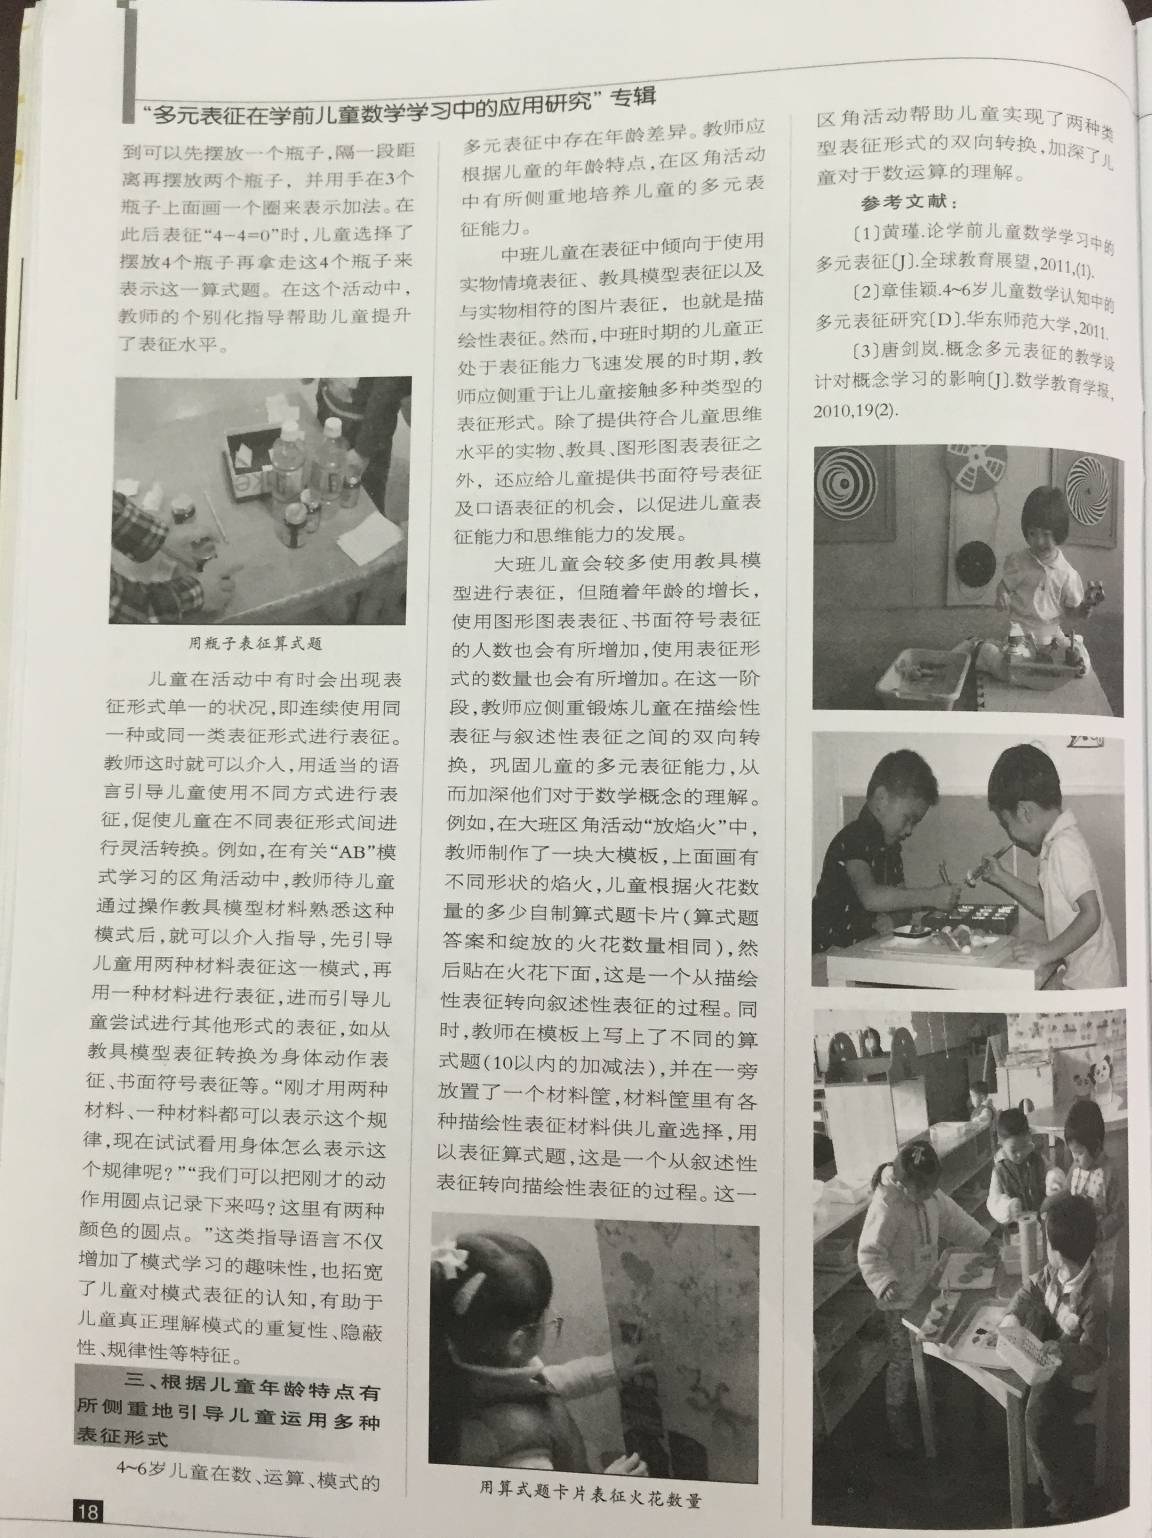 “多元表征在学前儿童数学学习中的应用研究”专辑
到可以先摆放一个瓶子,隔一段距
离再摆放两个瓶子，并用手在3个
瓶子上面画一个圈来表示加法。在
此后表征“4-4=0”时,儿童选择了
摆放4个瓶子再拿走这4个瓶子来
表示这一算式题。在这个活动中，
教师的个别化指导帮助儿童提升
了表征水平。
用瓶子表征算式题
儿童在活动中有时会出现表
征形式单一的状况,即连续使用同
一种或同一类表征形式进行表征。
教师这时就可以介入,用适当的语
言引导儿童使用不同方式进行表
征,促使儿童在不同表征形式间进
行灵活转换。例如,在有关“AB”模
式学习的区角活动中,教师待儿童
通过操作教具模型材料熟悉这种
模式后,就可以介入指导,先引导
儿童用两种材料表征这一模式,再
用一种材料进行表征,进而引导儿
童尝试进行其他形式的表征,如从
教具模型表征转换为身体动作表
征、书面符号表征等。“刚才用两种
材料、一种材料都可以表示这个规
律,现在试试看用身体怎么表示这
个规律呢?”“我们可以把刚才的动
作用圆点记录下来吗?这里有两种
颜色的圆点。”这类指导语言不仅
增加了模式学习的趣味性,也拓宽
了儿童对模式表征的认知,有助于
儿童真正理解模式的重复性、隐蔽
性、规律性等特征。
三、根据儿童年龄特点有
所侧重地引导儿童运用多种
表征形式
4~6岁儿童在数、运算、模式的
18
多元表征中存在年龄差异。教师应
根据儿童的年龄特点,在区角活动
中有所侧重地培养儿童的多元表
征能力。
中班儿童在表征中倾向于使用
实物情境表征、教具模型表征以及
与实物相符的图片表征，也就是描
绘性表征。然而,中班时期的儿童正
处于表征能力飞速发展的时期,教
师应侧重于让儿童接触多种类型的
表征形式。除了提供符合儿童思维
水平的实物、教具、图形图表表征之
外，还应给儿童提供书面符号表征
及口语表征的机会，以促进儿童表
征能力和思维能力的发展。
大班儿童会较多使用教具模
型进行表征，但随着年龄的增长，
使用图形图表表征、书面符号表征
的人数也会有所增加,使用表征形
式的数量也会有所增加。在这一阶
段,教师应侧重锻炼儿童在描绘性
表征与叙述性表征之间的双向转
换，巩固儿童的多元表征能力,从
而加深他们对于数学概念的理解。
例如,在大班区角活动“放焰火”中，
教师制作了一块大模板,上面画有
不同形状的焰火,儿童根据火花数
量的多少自制算式题卡片(算式题
答案和绽放的火花数量相同),然
后贴在火花下面,这是一个从描绘
性表征转向叙述性表征的过程。同
时,教师在模板上写上了不同的算
式题(10以内的加减法),并在一旁
放置了一个材料筐,材料筐里有各
种描绘性表征材料供儿童选择,用
以表征算式题,这是一个从叙述性
表征转向描绘性表征的过程。这一
用算式题卡片表征火花数量
区角活动帮助儿童实现了两种类
型表征形式的双向转换,加深了儿
童对于数运算的理解。
参考文献：
〔1〕黄瑾.论学前儿童数学学习中的
多元表征〔J〕.全球教育展望,2011,(1).
〔2〕章佳颖.4~6岁儿童数学认知中的
多元表征研究〔D〕.华东师范大学,2011.
〔3〕唐剑岚.概念多元表征的教学设
计对概念学习的影响〔J〕.数学教育学报,
2010,19(2).